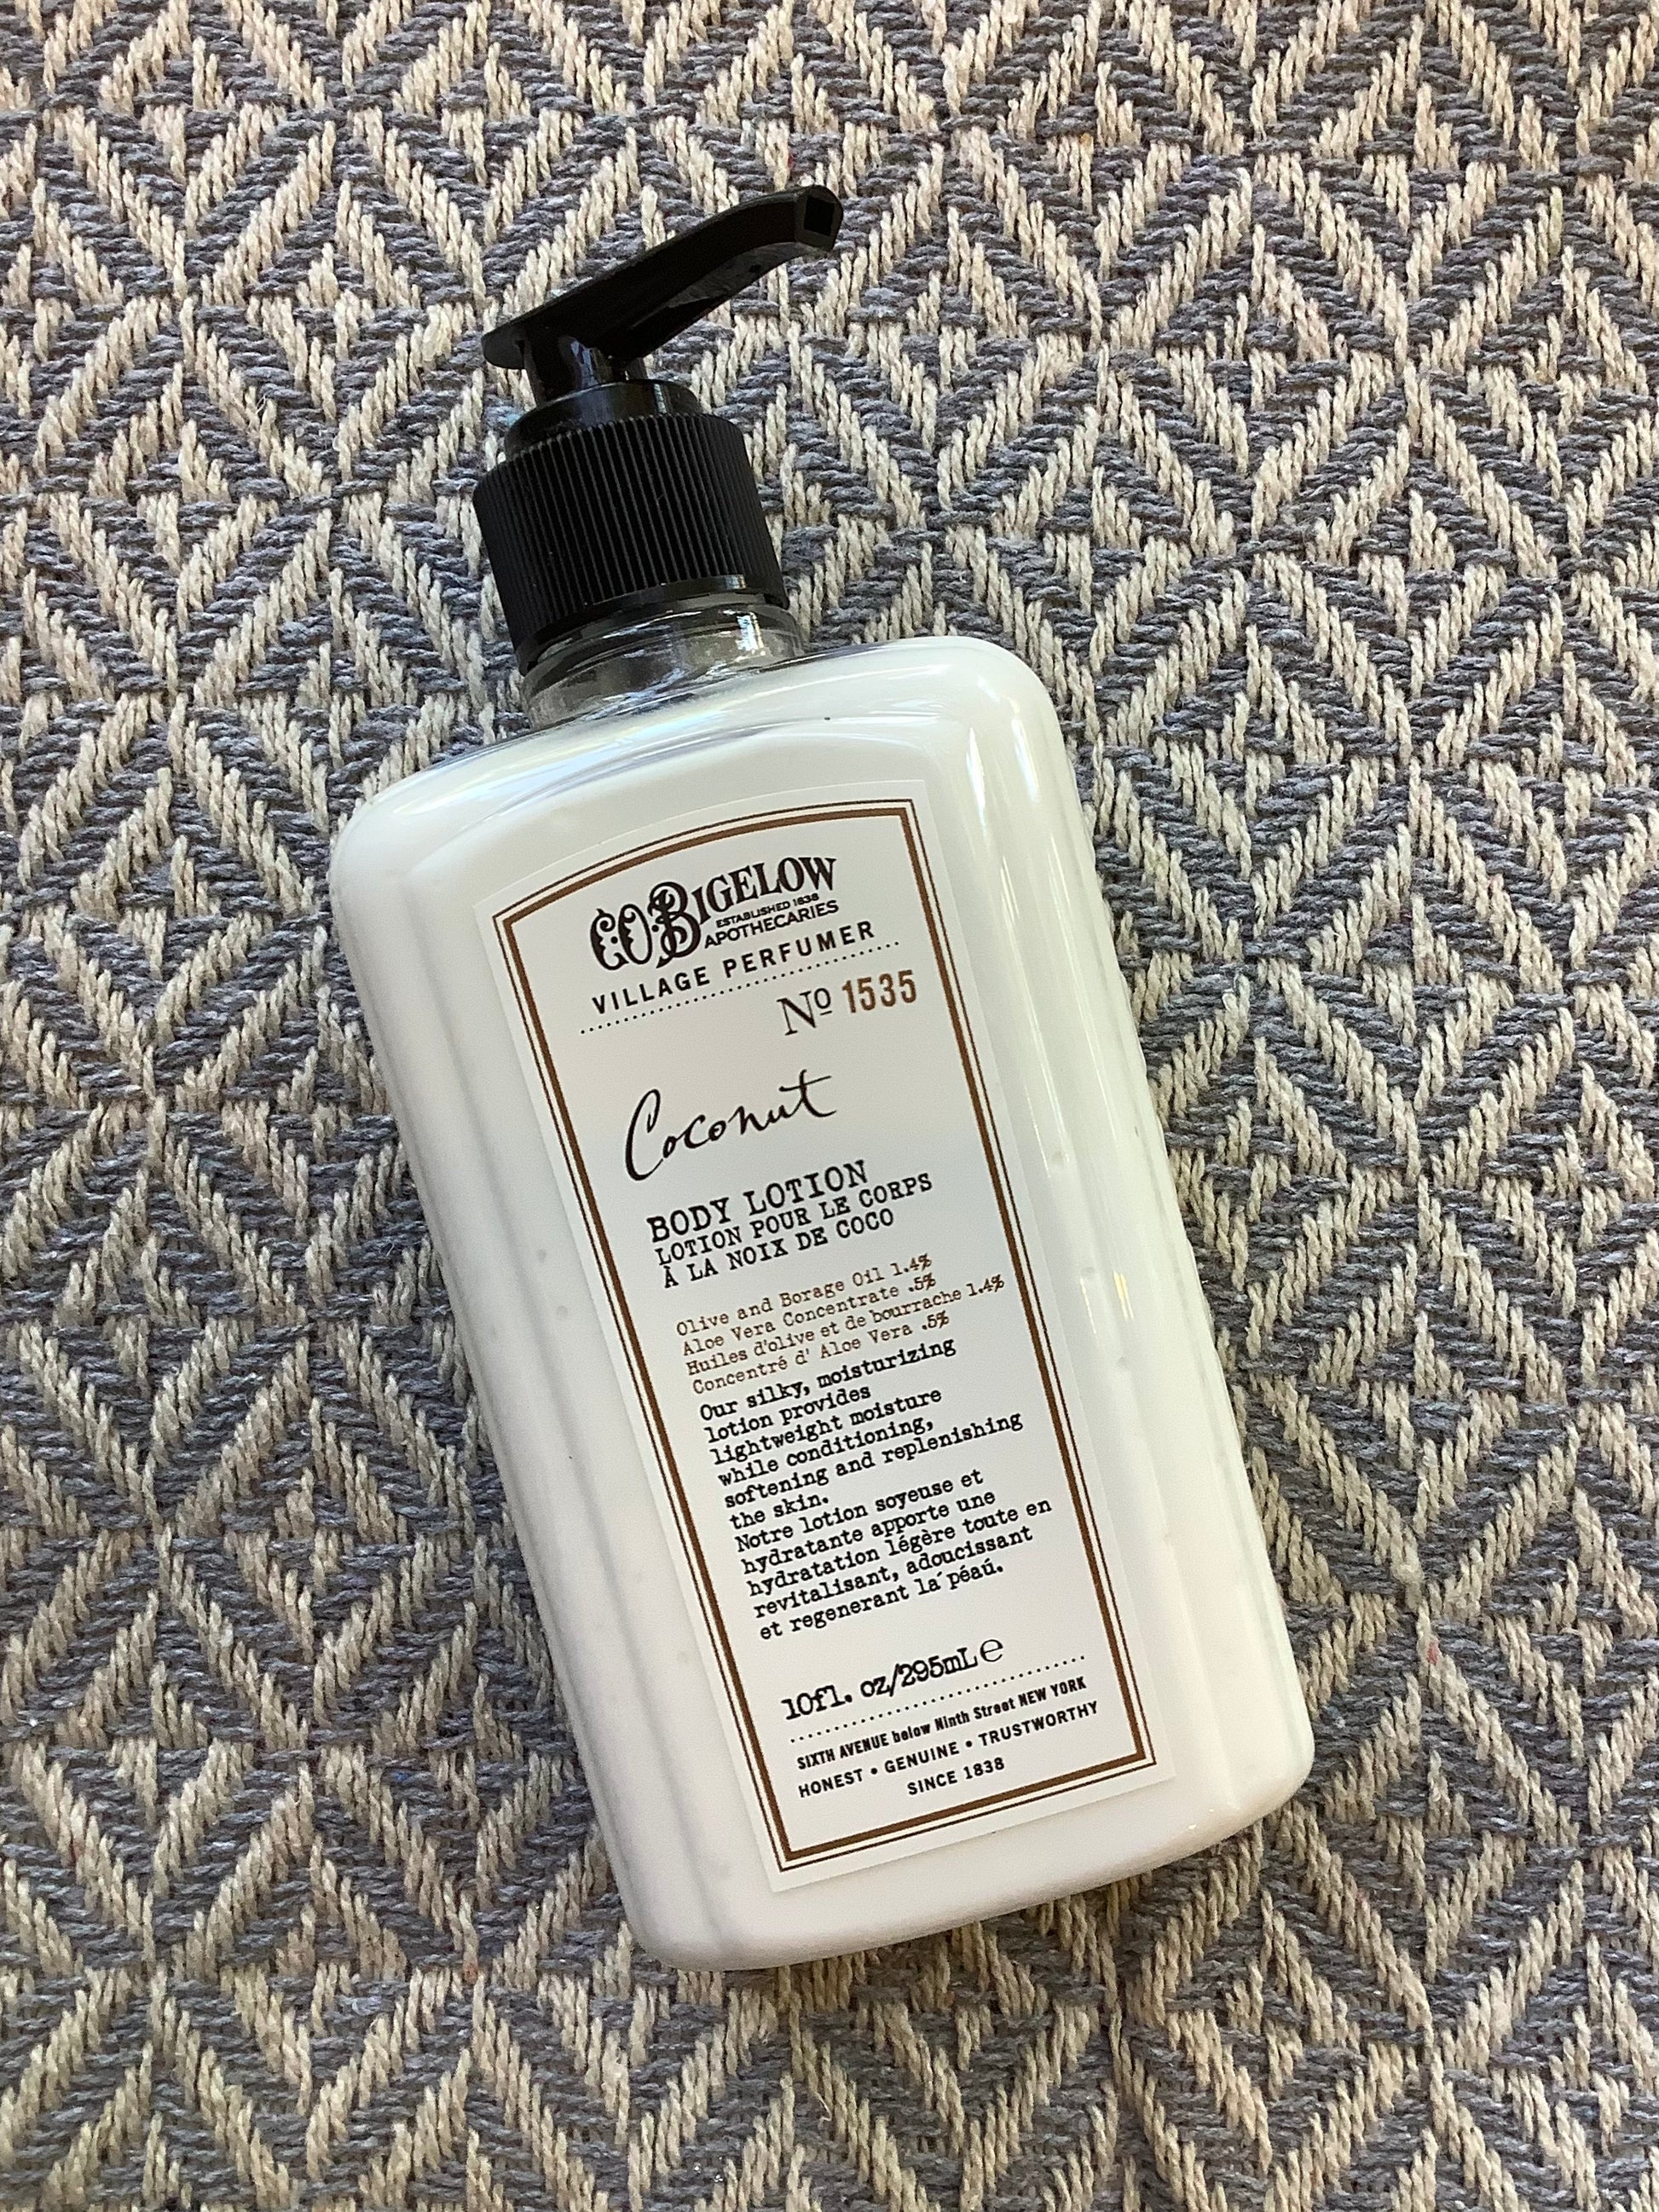 C.O. BIGELOW
ESTABLISHED 1838
APOTHECARIES
VILLAGE PERFUMER
Nº 1535
Coconut
BODY LOTION
LOTION POUR LE CORPS
À LA NOIX DE COCO
Olive and Borage Oil 1.4%
Aloe Vera Concentrate .5%
Huiles d'olive et de bourrache 1.4%
Concentré d' Aloe Vera .5%
Our silky, moisturizing
lotion provides
lightweight moisture
while conditioning,
softening and replenishing
the skin.
Notre lotion soyeuse et
hydratante apporte une
hydratation légère toute en
revitalisant, adoucissant
et regenerant la péaú.
10fl. oz/295mL ℮
SIXTH AVENUE below Ninth Street NEW YORK
HONEST • GENUINE • TRUSTWORTHY
SINCE 1838